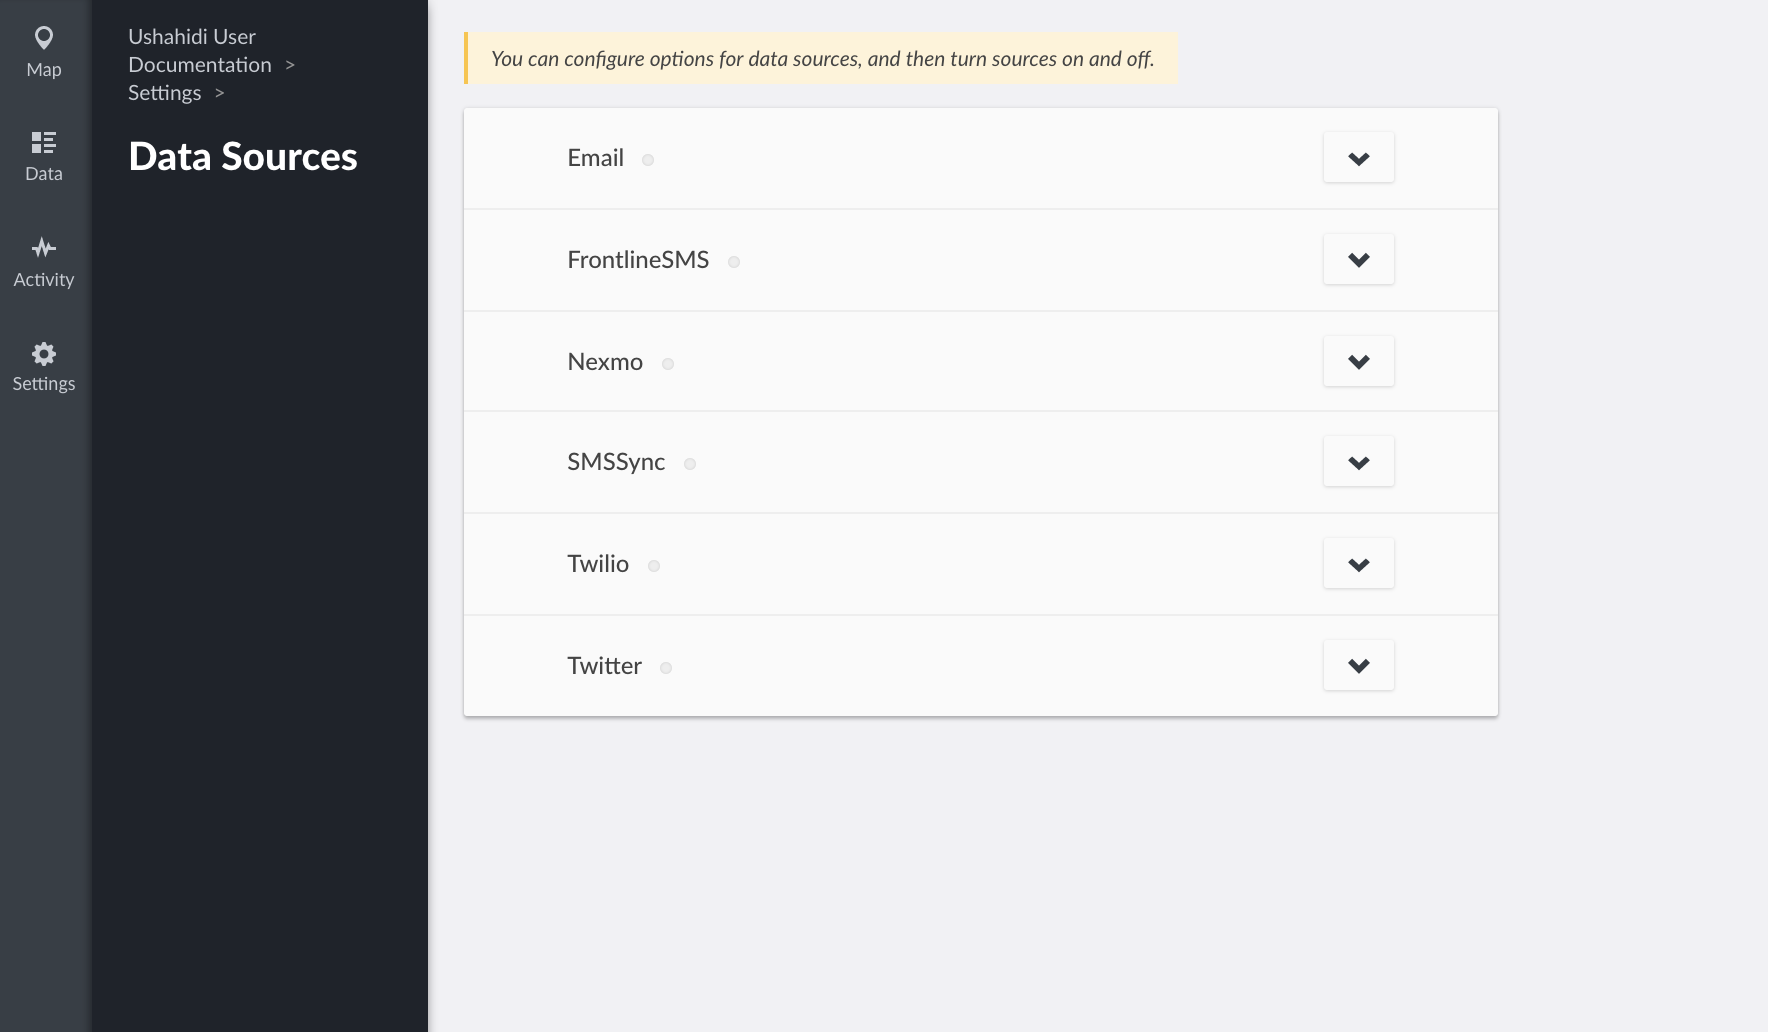 Map
Data
Activity
Settings
Ushahidi User
Documentation >
Settings >
Data Sources
You can configure options for data sources, and then turn sources on and off.
Email
FrontlineSMS
Nexmo
SMSSync
Twilio
Twitter